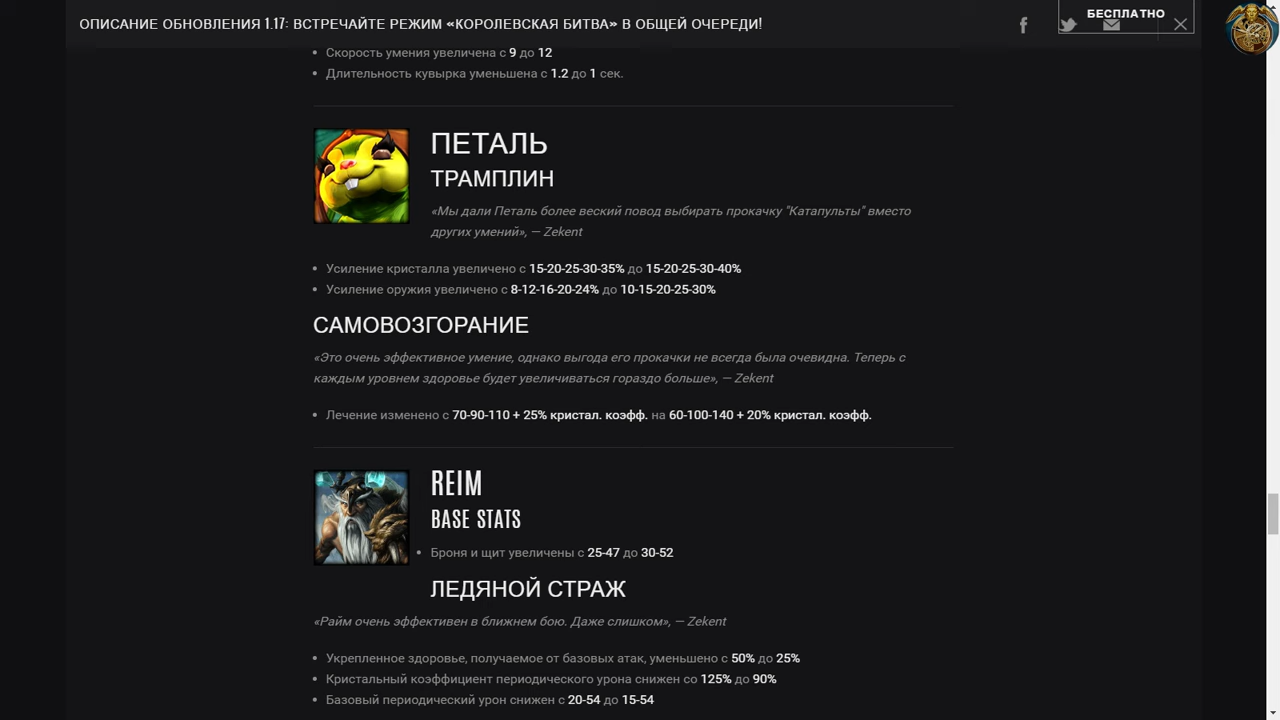 ОПИСАНИЕ ОБНОВЛЕНИЯ 1.17: ВСТРЕЧАЙТЕ РЕЖИМ «КОРОЛЕВСКАЯ БИТВА» В ОБЩЕЙ ОЧЕРЕДИ!
БЕСПЛАТНО
Скорость умения увеличена с 9 до 12
Длительность кувырка уменьшена с 1.2 до 1 сек.
ПЕТАЛЬ
ТРАМПЛИН
«Мы дали Петаль более веский повод выбирать прокачку "Катапульты" вместо
других умений», — Zekent
Усиление кристалла увеличено с 15-20-25-30-35% до 15-20-25-30-40%
Усиление оружия увеличено с 8-12-16-20-24% до 10-15-20-25-30%
САМОВОЗГОРАНИЕ
«Это очень эффективное умение, однако выгода его прокачки не всегда была очевидна. Теперь с
каждым уровнем здоровье будет увеличиваться гораздо больше», — Zekent
Лечение изменено с 70-90-110 + 25% кристал. коэфф. на 60-100-140 + 20% кристал. коэфф.
REIM
BASE STATS
Броня и щит увеличены с 25-47 до 30-52
ЛЕДЯНОЙ СТРАЖ
«Райм очень эффективен в ближнем бою. Даже слишком», — Zekent
Укрепленное здоровье, получаемое от базовых атак, уменьшено с 50% до 25%
Кристальный коэффициент периодического урона снижен со 125% до 90%
Базовый периодический урон снижен с 20-54 до 15-54